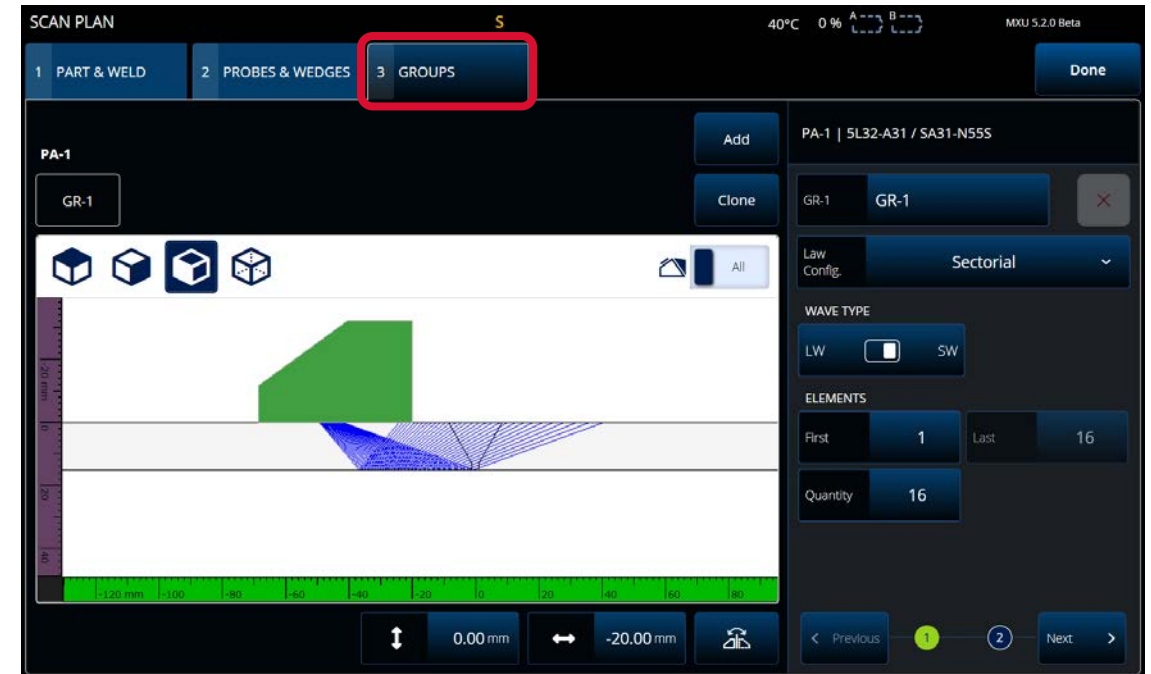 SCAN PLAN S 40°C 0 % A B MXU 5.2.0 Beta
1 PART & WELD 2 PROBES & WEDGES 3 GROUPS Done
PA-1 Add PA-1 | 5L32-A31 / SA31-N55S
GR-1 Clone GR-1 GR-1
All Law Config. Sectorial
WAVE TYPE
LW SW
ELEMENTS
First 1 Last 16
Quantity 16
-20 mm
0
20
40
-120 mm -100 -80 -60 -40 -20 0 20 40 60 80
0.00 mm -20.00 mm < Previous 1 2 Next >